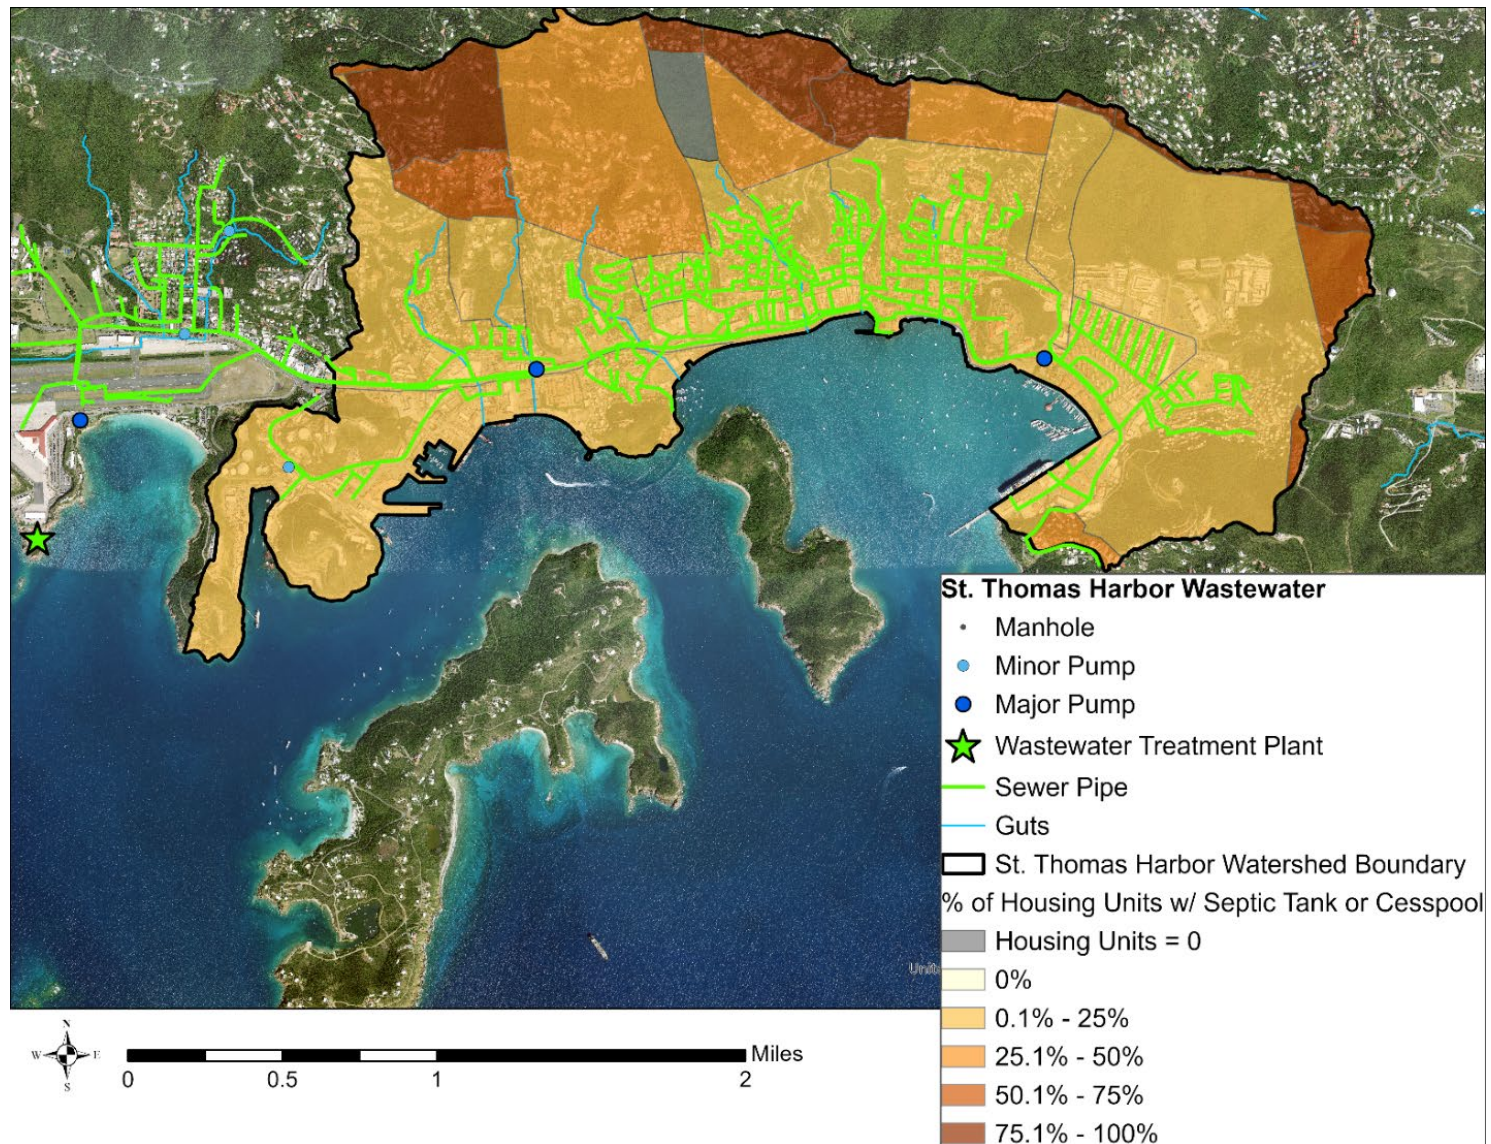 St. Thomas Harbor Wastewater
Manhole
Minor Pump
Major Pump
Wastewater Treatment Plant
Sewer Pipe
Guts
St. Thomas Harbor Watershed Boundary
% of Housing Units w/ Septic Tank or Cesspool
Housing Units = 0
0%
0.1% - 25%
25.1% - 50%
50.1% - 75%
75.1% - 100%
N
W E
S
Miles
0 0.5 1 2